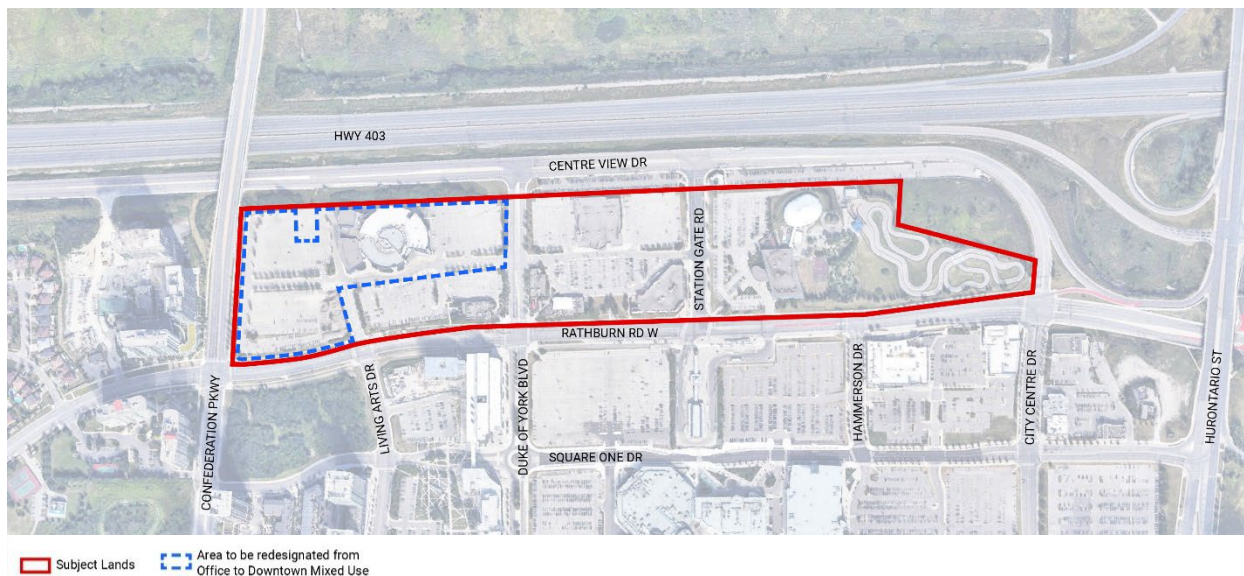 HWY 403
CENTRE VIEW DR
STATION GATE RD
RATHBURN RD W
CONFEDERATION PKWY
LIVING ARTS DR
DUKE OF YORK BLVD
HAMMERSON DR
CITY CENTRE DR
HURONTARIO ST
SQUARE ONE DR
Subject Lands
Area to be redesignated from
Office to Downtown Mixed Use